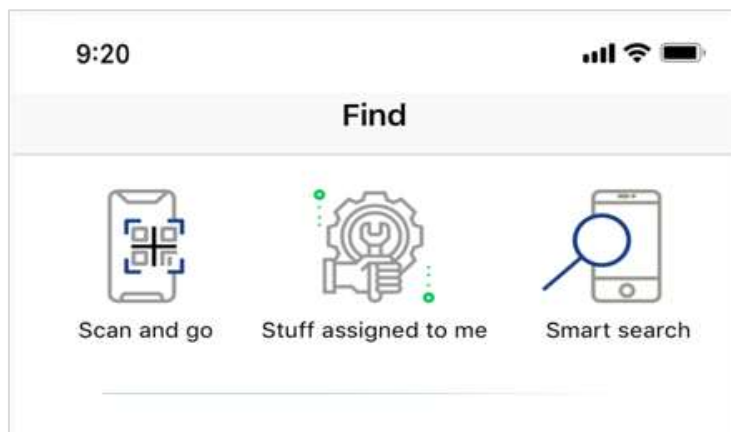 9:20
Find
Scan and go
Stuff assigned to me
Smart search